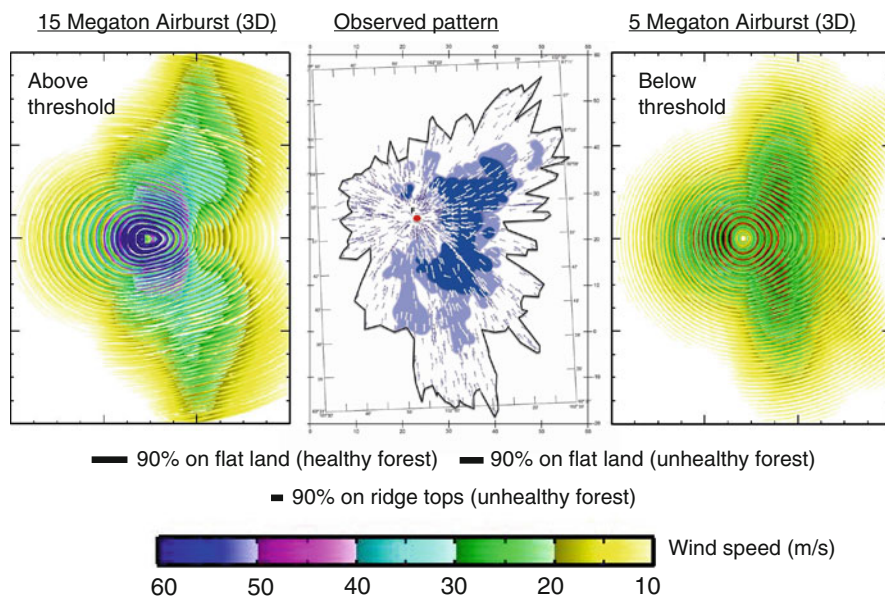 15 Megaton Airburst (3D)
Observed pattern
5 Megaton Airburst (3D)
Above
threshold
Below
threshold
90% on flat land (healthy forest)
90% on flat land (unhealthy forest)
90% on ridge tops (unhealthy forest)
Wind speed (m/s)
60 50 40 30 20 10